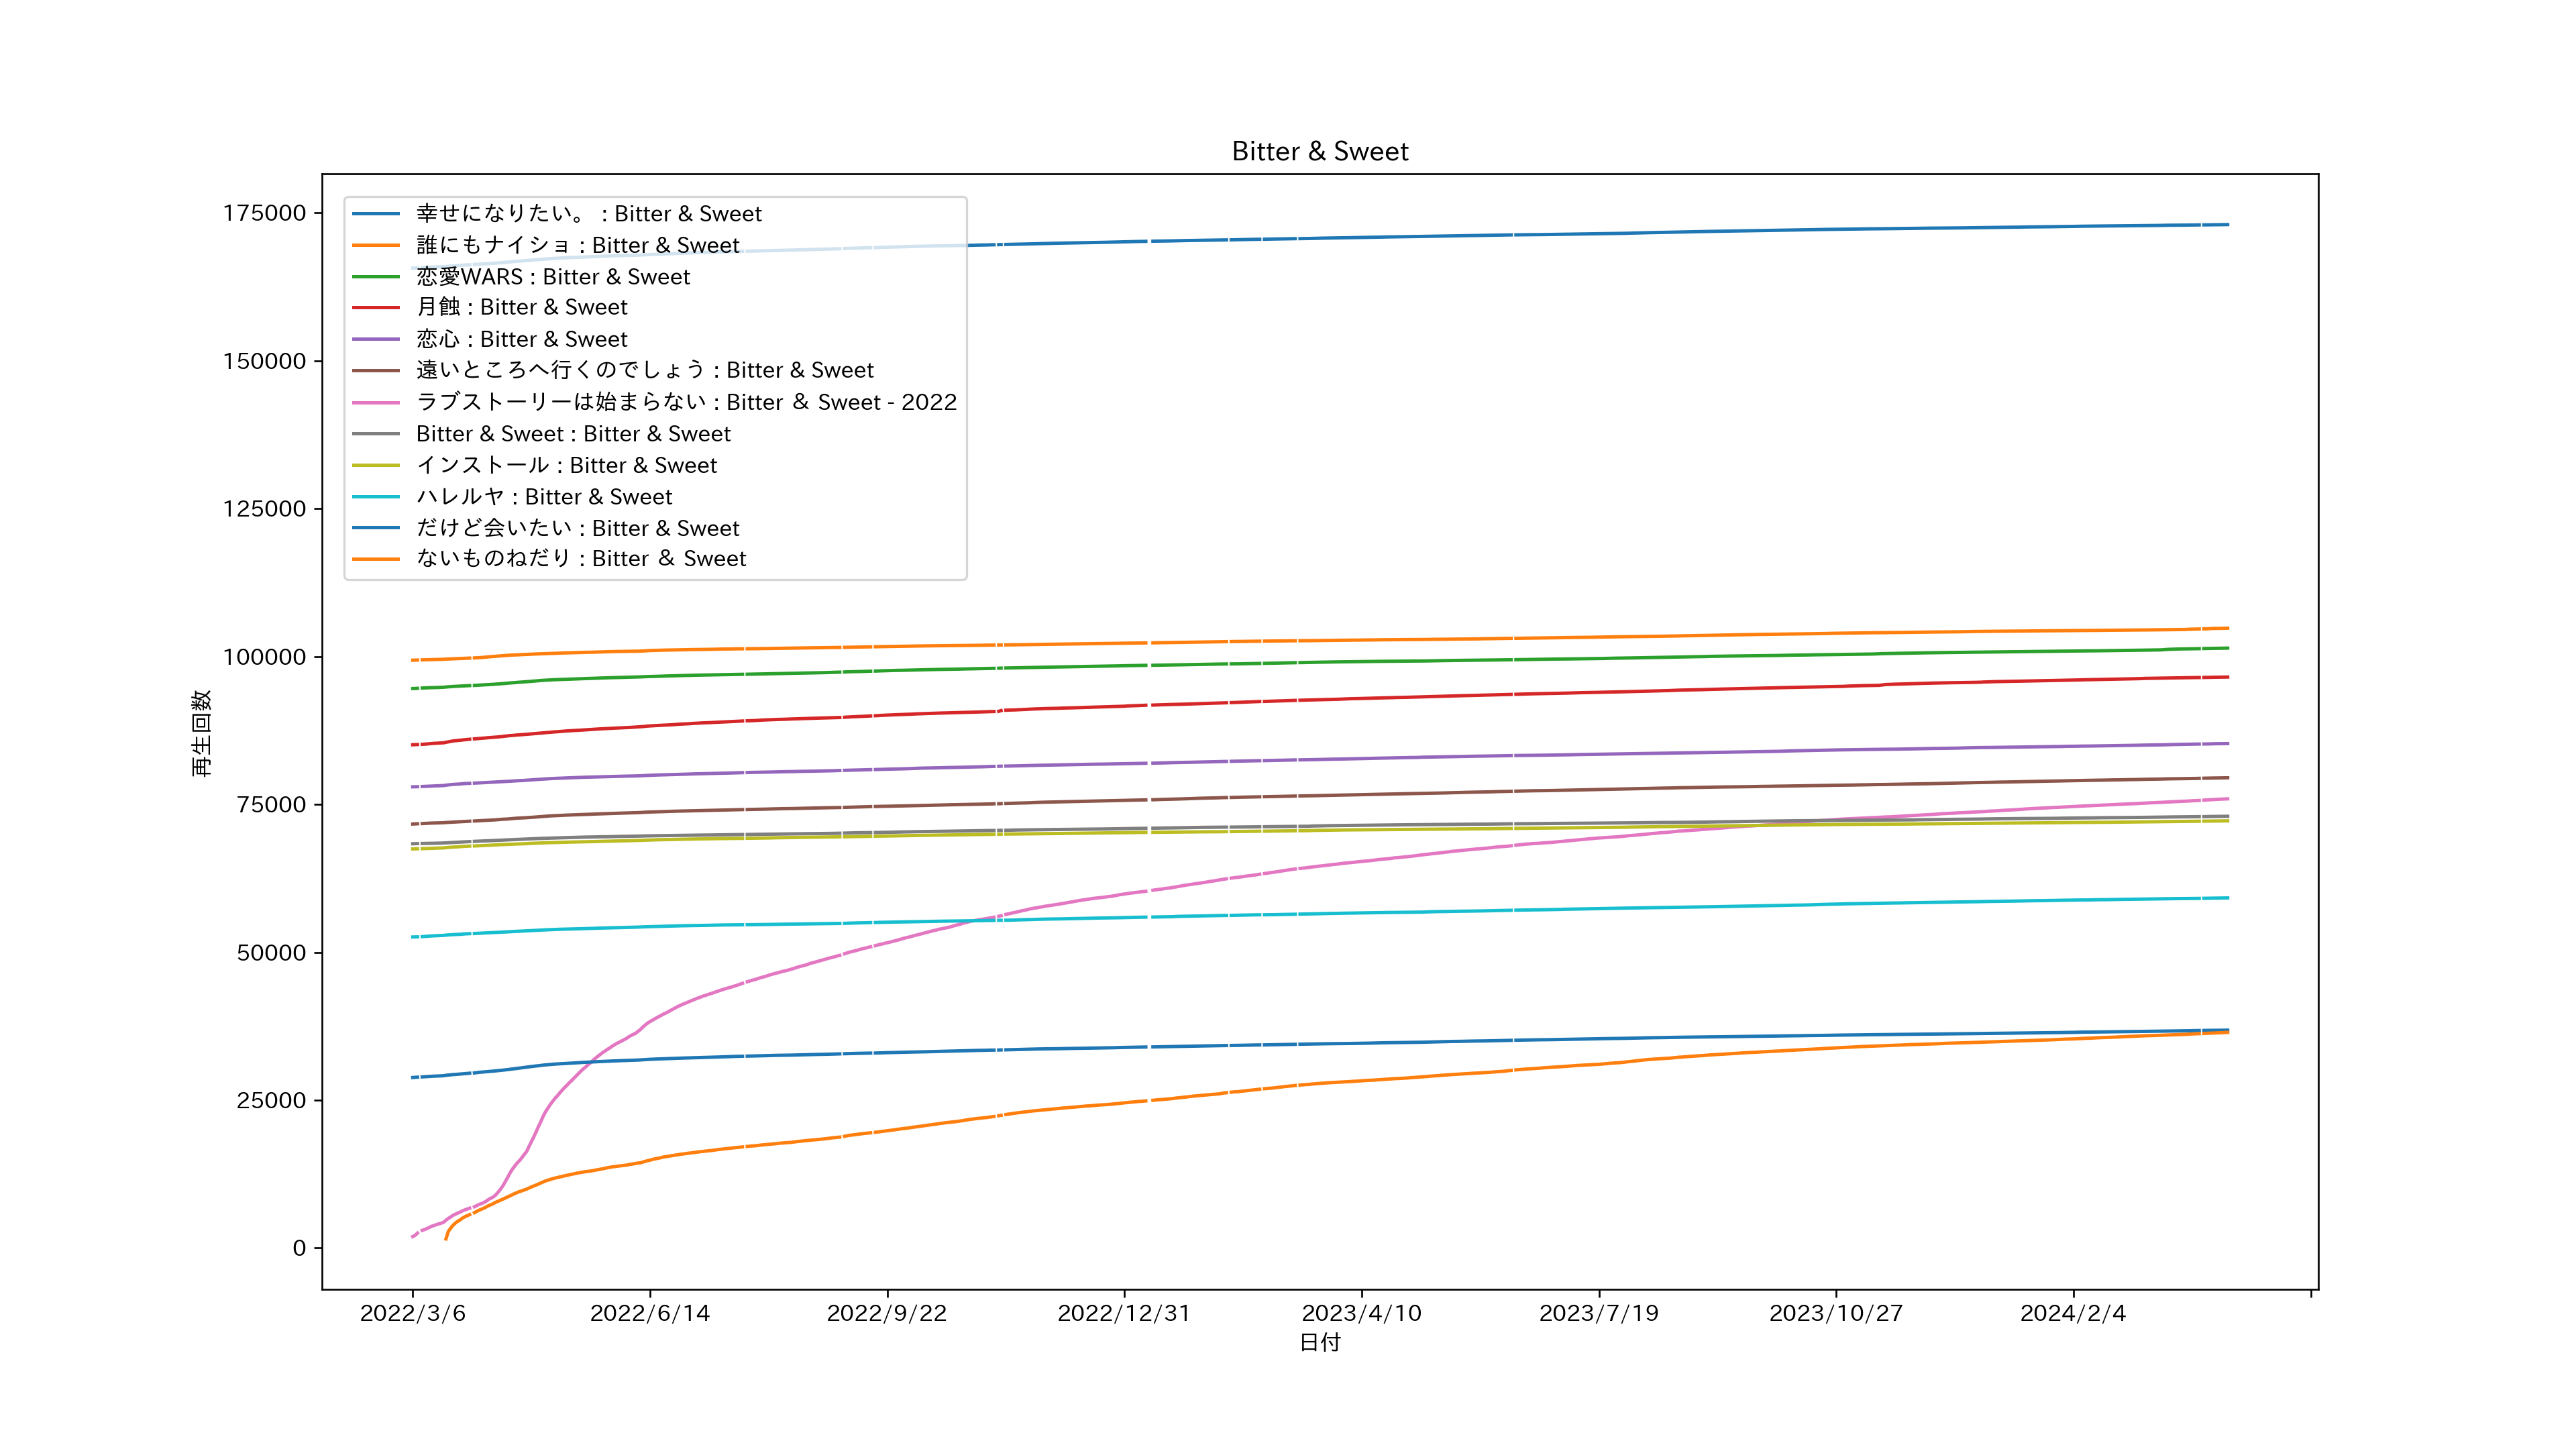 Bitter & Sweet
175000
150000
125000
100000
75000
50000
25000
0
再生回数
幸せになりたい。 : Bitter & Sweet
誰にもナイショ : Bitter & Sweet
恋愛WARS : Bitter & Sweet
月蝕 : Bitter & Sweet
恋心 : Bitter & Sweet
遠いところへ行くのでしょう : Bitter & Sweet
ラブストーリーは始まらない : Bitter ＆ Sweet - 2022
Bitter & Sweet : Bitter & Sweet
インストール : Bitter & Sweet
ハレルヤ : Bitter & Sweet
だけど会いたい : Bitter & Sweet
ないものねだり : Bitter ＆ Sweet
2022/3/6 2022/6/14 2022/9/22 2022/12/31 2023/4/10 2023/7/19 2023/10/27 2024/2/4
日付